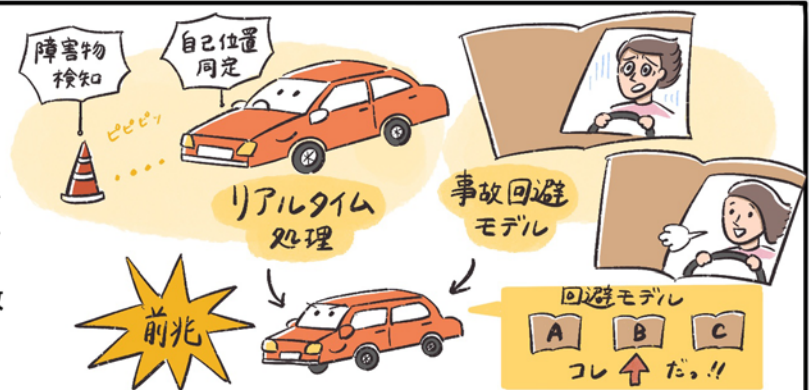 障害物
検知
自己位置
同定
ピピピッ
リアルタイム
処理
事故回避
モデル
前兆
回避モデル
A B C
コレ だっ!!